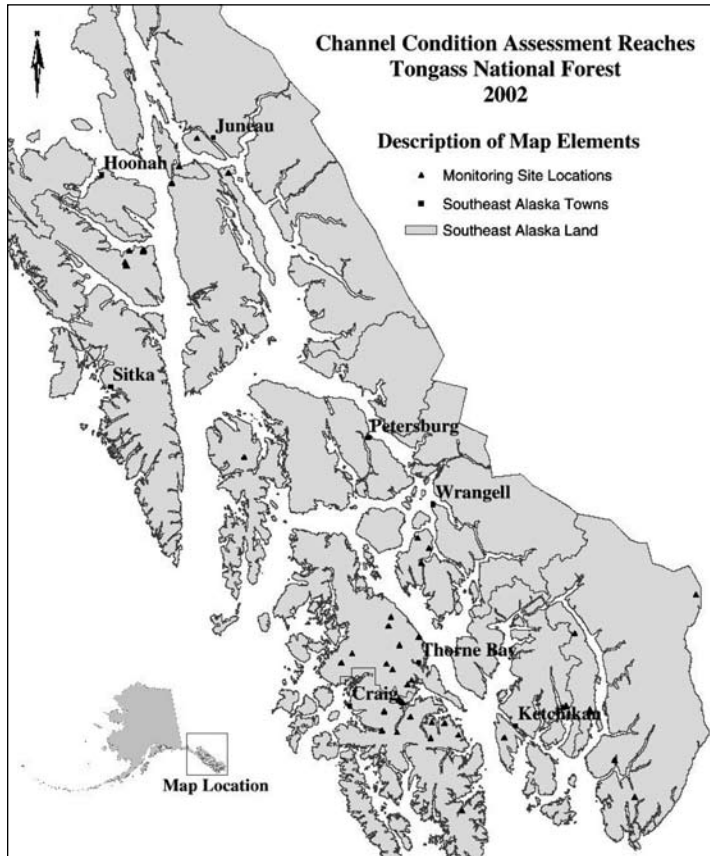 Channel Condition Assessment Reaches
Tongass National Forest
2002
Description of Map Elements
Monitoring Site Locations
Southeast Alaska Towns
Southeast Alaska Land
Juneau
Hoonah
Sitka
Petersburg
Wrangell
Thorne Bay
Craig
Ketchikan
Map Location